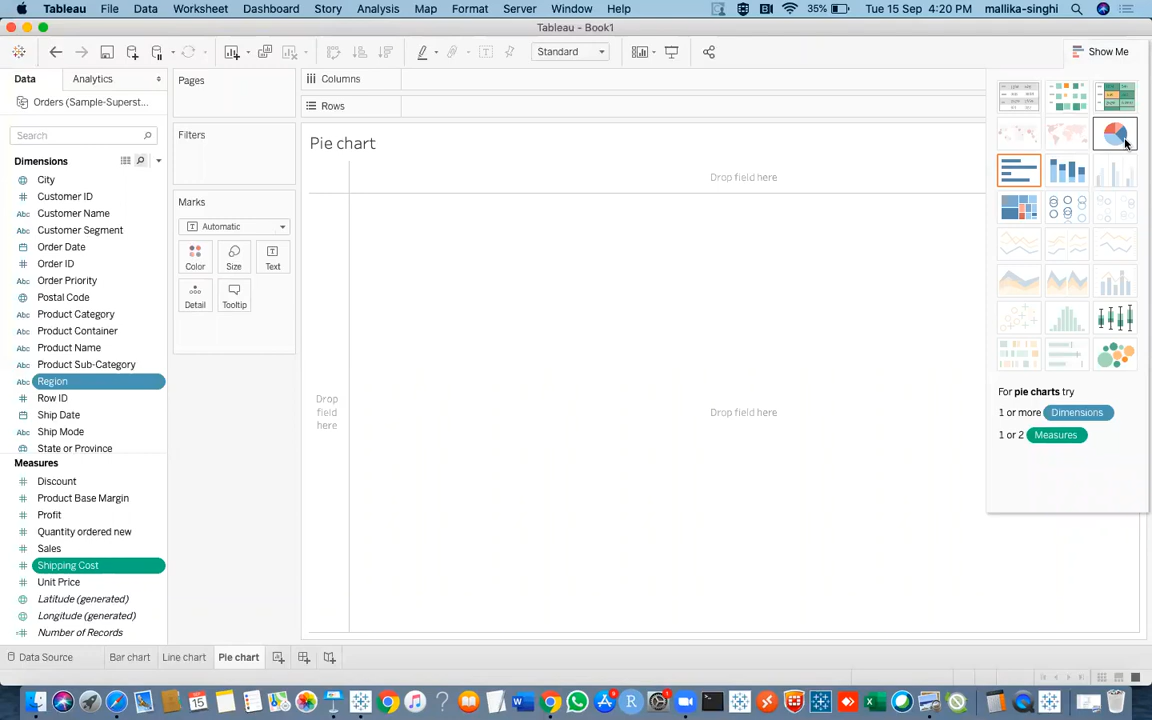 Tableau File Data Worksheet Dashboard Story Analysis Map Format Server Window Help 35% Tue 15 Sep 4:20 PM mallika-singhi
Tableau - Book1
Standard Show Me
Data Analytics Pages Columns
Rows
Orders (Sample-Superst...
Search
Filters
Pie chart
Dimensions
City
Customer ID
Customer Name
Customer Segment
Order Date
Order ID
Order Priority
Postal Code
Product Category
Product Container
Product Name
Product Sub-Category
Region
Row ID
Ship Date
Ship Mode
State or Province
Measures
Discount
Product Base Margin
Profit
Quantity ordered new
Sales
Shipping Cost
Unit Price
Latitude (generated)
Longitude (generated)
Number of Records
Marks
Automatic
Color Size Text
Detail Tooltip
Drop field here
Drop
field
here
Drop field here
For pie charts try
1 or more Dimensions
1 or 2 Measures
Data Source Bar chart Line chart Pie chart